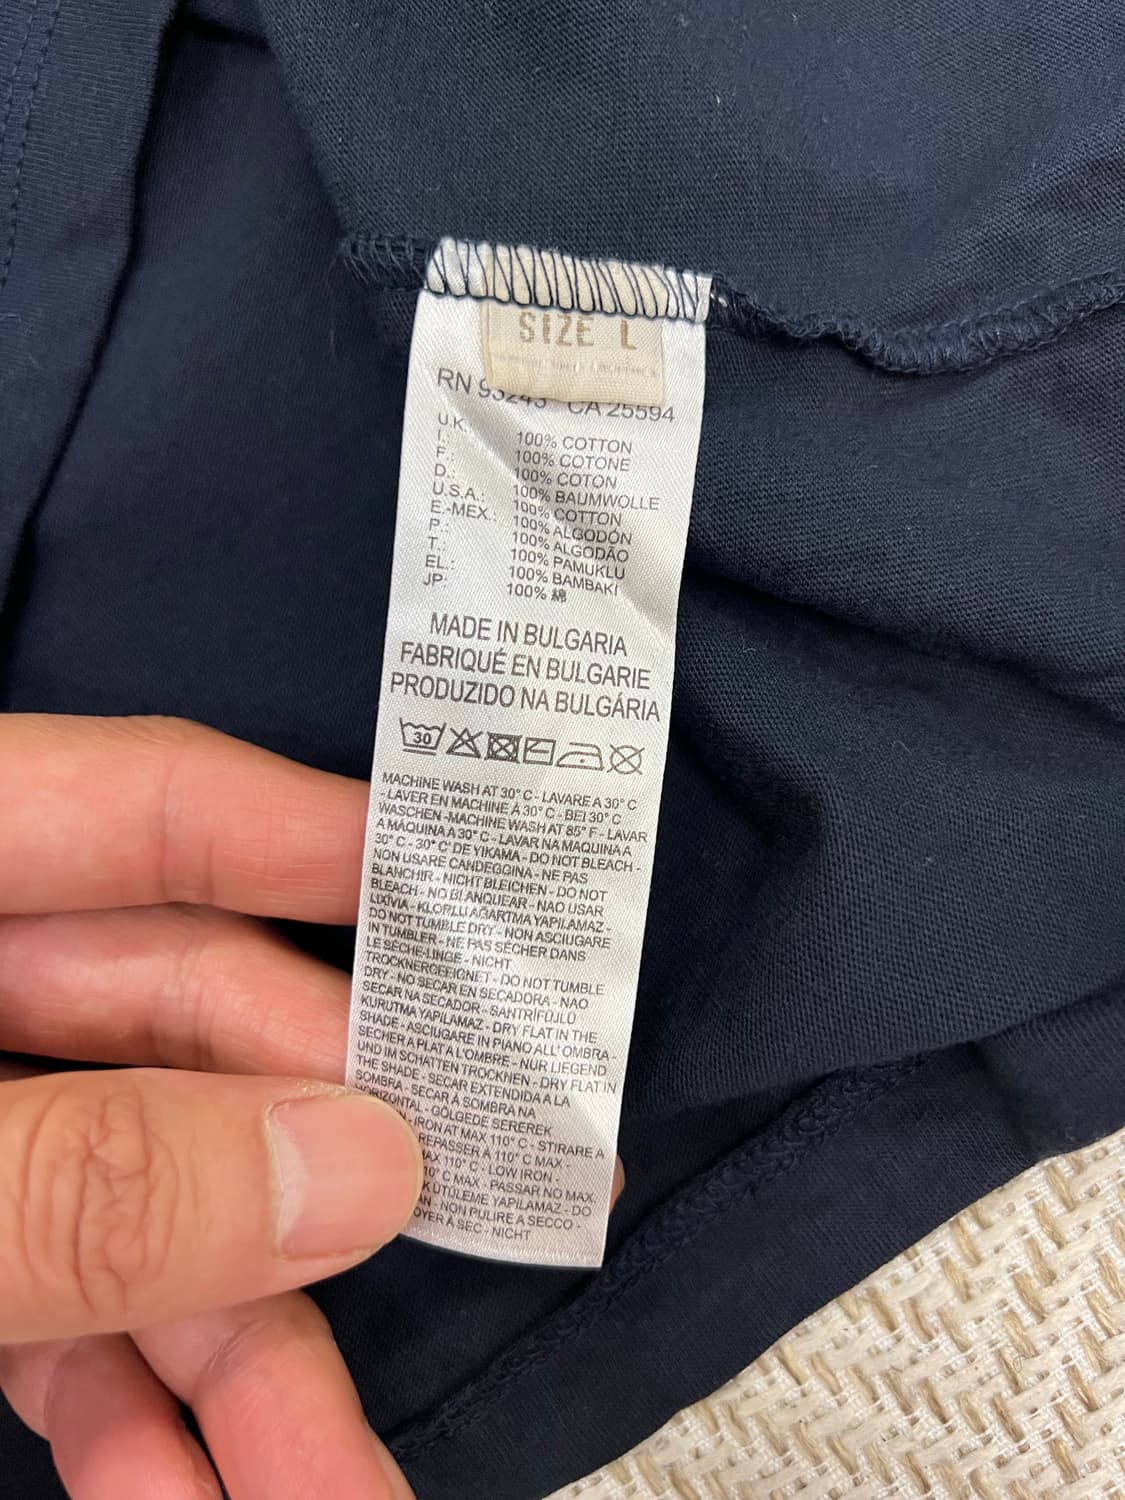 SIZE L
RN 93243 CA 25594
U.K.: 100% COTTON
I.: 100% COTONE
F.: 100% COTON
D.: 100% BAUMWOLLE
U.S.A.: 100% COTTON
E.-MEX.: 100% ALGODÓN
P.: 100% ALGODÃO
T.: 100% PAMUKLU
EL.: 100% BAMBAKI
JP: 100% 綿
MADE IN BULGARIA
FABRIQUÉ EN BULGARIE
PRODUZIDO NA BULGÁRIA
30
MACHINE WASH AT 30° C - LAVARE A 30° C
- LAVER EN MACHINE À 30° C - BEI 30° C
WASCHEN -MACHINE WASH AT 85° F - LAVAR
A MÁQUINA A 30° C - LAVAR NA MÁQUINA A
30° C - 30° C' DE YIKAMA - DO NOT BLEACH -
NON USARE CANDEGGINA - NE PAS
BLANCHIR - NICHT BLEICHEN - DO NOT
BLEACH - NO BLANQUEAR - NAO USAR
LIXÍVIA - KLORLU AGARTMA YAPILAMAZ -
DO NOT TUMBLE DRY - NON ASCIUGARE
IN TUMBLER - NE PAS SÉCHER DANS
LE SÈCHE-LINGE - NICHT
TROCKNERGEEIGNET - DO NOT TUMBLE
DRY - NO SECAR EN SECADORA - NAO
SECAR NA SECADOR - SANTRİFÜJLÜ
KURUTMA YAPILAMAZ - DRY FLAT IN THE
SHADE - ASCIUGARE IN PIANO ALL' OMBRA -
SÉCHER A PLAT A L'OMBRE - NUR LIEGEND
UND IM SCHATTEN TROCKNEN - DRY FLAT IN
THE SHADE - SECAR EXTENDIDA A LA
SOMBRA - SECAR À SOMBRA NA
HORIZONTAL - GÖLGEDE SEREREK
- IRON AT MAX 110° C - STIRARE A
REPASSER À 110° C MAX -
MAX 110° C - LOW IRON -
110° C MAX - PASSAR NO MAX.
ÜTÜLEME YAPILAMAZ - DO
- NON PULIRE A SECCO -
À SEC - NICHT